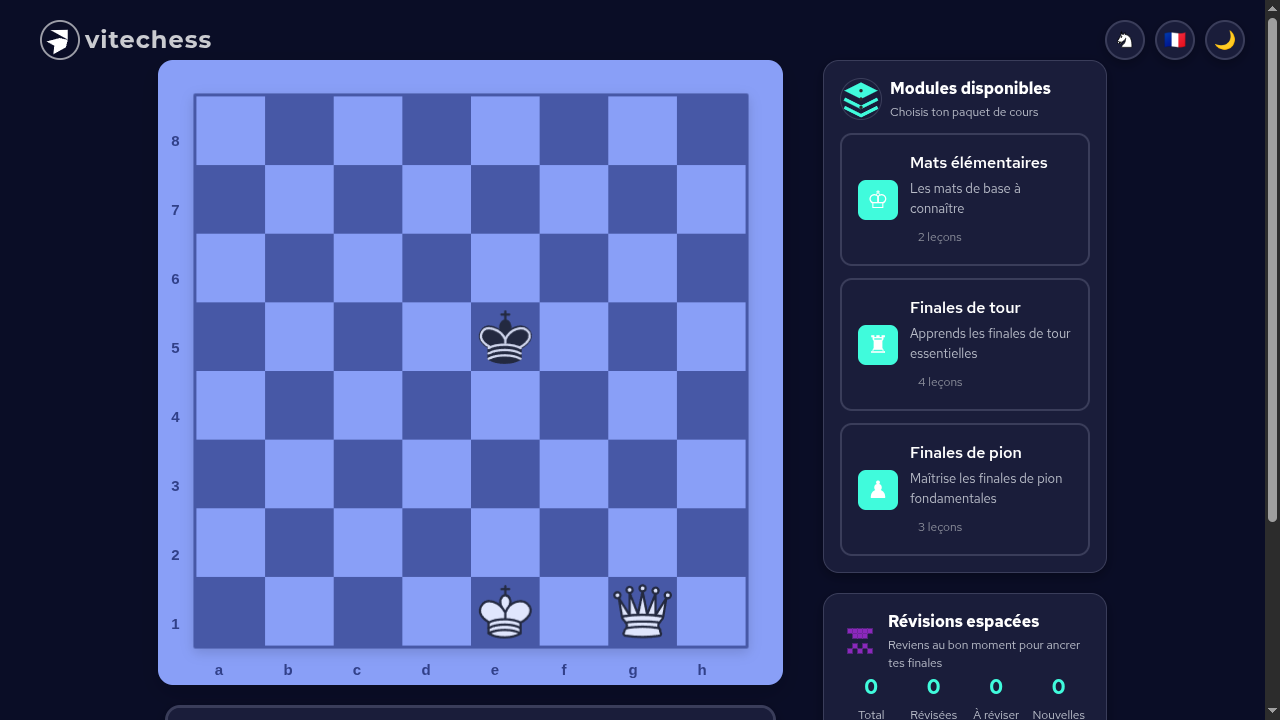 vitechess
8
7
6
5
4
3
2
1
a b c d e f g h
Modules disponibles
Choisis ton paquet de cours
Mats élémentaires
Les mats de base à
connaître
2 leçons
Finales de tour
Apprends les finales de tour
essentielles
4 leçons
Finales de pion
Maîtrise les finales de pion
fondamentales
3 leçons
Révisions espacées
Reviens au bon moment pour ancrer
tes finales
0 0 0 0
Total Révisées À réviser Nouvelles